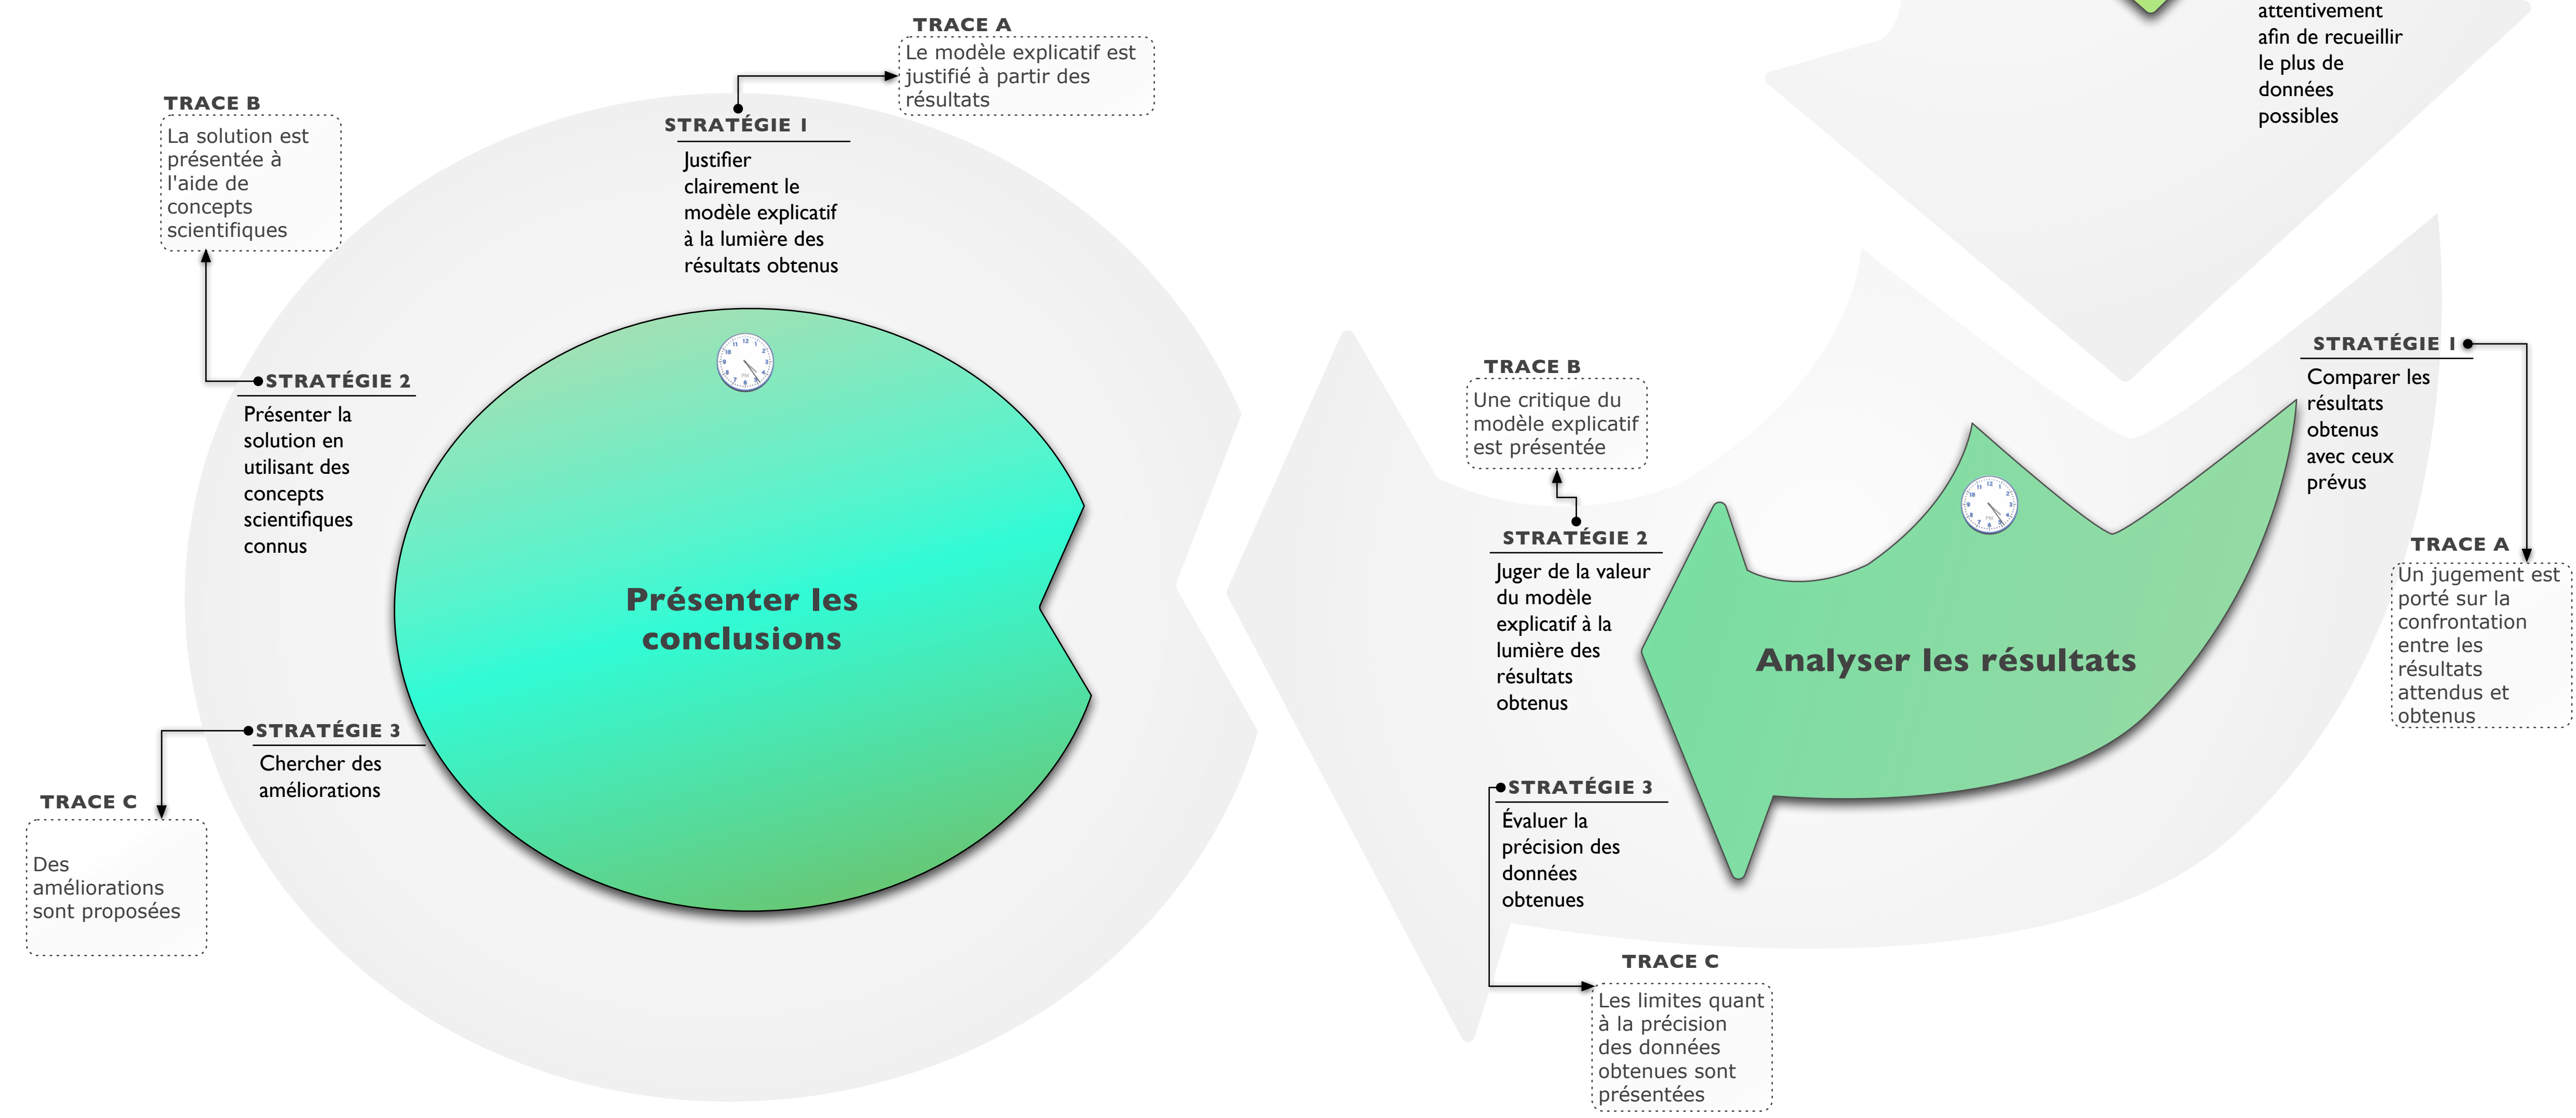 TRACE A
Le modèle explicatif est
justifié à partir des
résultats
TRACE B
La solution est
présentée à
l'aide de
concepts
scientifiques
STRATÉGIE 1
Justifier
clairement le
modèle explicatif
à la lumière des
résultats obtenus
STRATÉGIE 2
Présenter la
solution en
utilisant des
concepts
scientifiques
connus
Présenter les
conclusions
STRATÉGIE 3
Chercher des
améliorations
TRACE C
Des
améliorations
sont proposées
attentivement
afin de recueillir
le plus de
données
possibles
STRATÉGIE 1
Comparer les
résultats
obtenus
avec ceux
prévus
TRACE A
Un jugement est
porté sur la
confrontation
entre les
résultats
attendus et
obtenus
TRACE B
Une critique du
modèle explicatif
est présentée
STRATÉGIE 2
Juger de la valeur
du modèle
explicatif à la
lumière des
résultats
obtenus
Analyser les résultats
STRATÉGIE 3
Évaluer la
précision des
données
obtenues
TRACE C
Les limites quant
à la précision
des données
obtenues sont
présentées